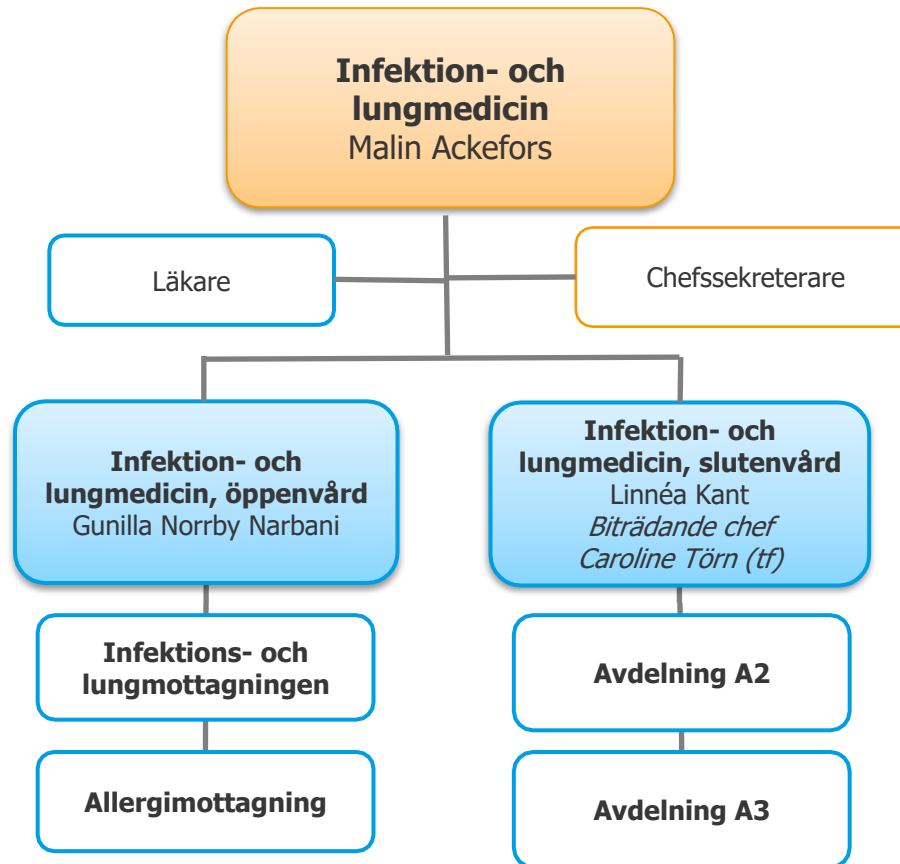 Infektion- och
lungmedicin
Malin Ackefors
Läkare
Chefssekreterare
Infektion- och
lungmedicin, öppenvård
Gunilla Norrby Narbani
Infektion- och
lungmedicin, slutenvård
Linnéa Kant
Biträdande chef
Caroline Törn (tf)
Infektions- och
lungmottagningen
Avdelning A2
Allergimottagning
Avdelning A3